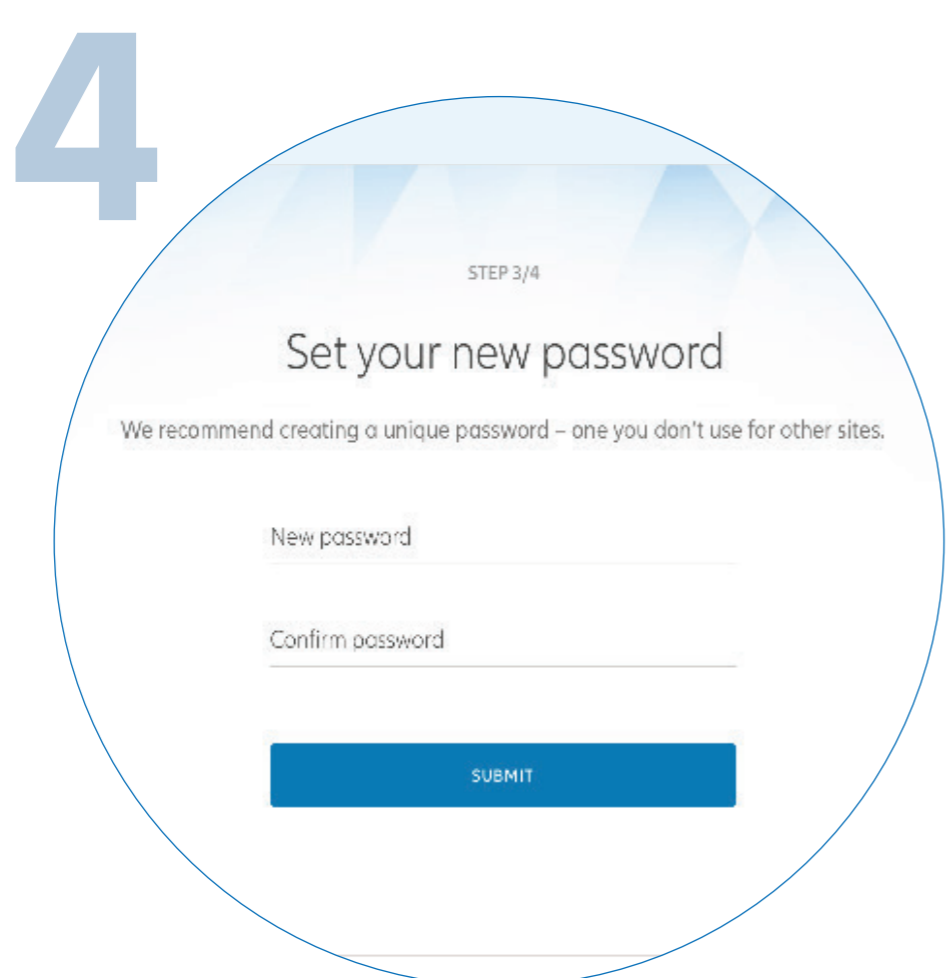 4
STEP 3/4
Set your new password
We recommend creating a unique password – one you don't use for other sites.
New password
Confirm password
SUBMIT